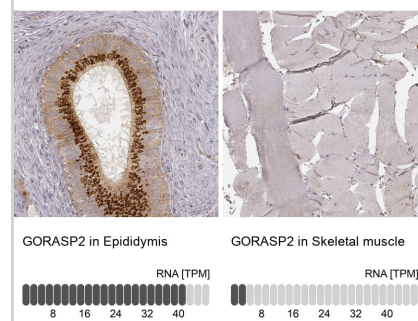 GORASP2 in Epididymis
GORASP2 in Skeletal muscle
RNA [TPM]
RNA [TPM]
8 16 24 32 40
8 16 24 32 40